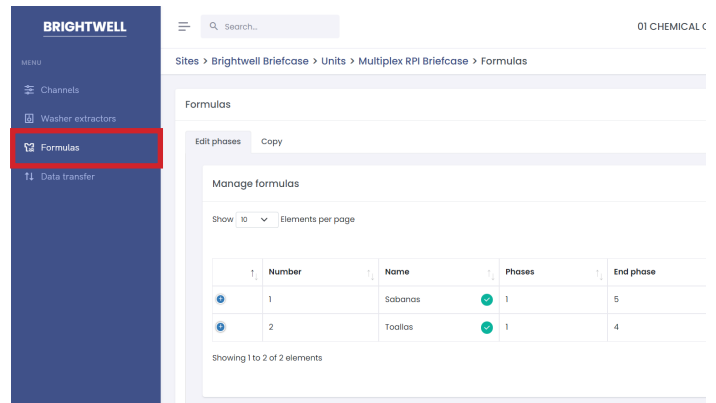 BRIGHTWELL
Search...
01 CHEMICAL
MENU
Sites > Brightwell Briefcase > Units > Multiplex RPI Briefcase > Formulas
Channels
Formulas
Washer extractors
Edit phases Copy
Formulas
Data transfer
Manage formulas
Show 10 Elements per page
Number Name Phases End phase
1 Sabanas 1 5
2 Toallas 1 4
Showing 1 to 2 of 2 elements